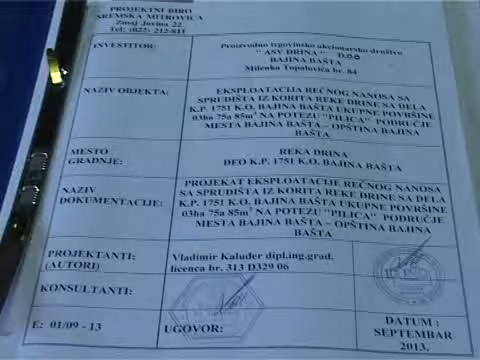 PROJEKTNI BIRO
SREMSKA MITROVICA
Zmaj Jovina 22
Tel: (022) 212-811
INVESTITOR:
Proizvodno trgovinsko akcionarsko društvo
" ASY DRINA "
BAJINA BAŠTA
Milenka Topalovića br. 84
NAZIV OBJEKTA:
EKSPLOATACIJA REČNOG NANOSA SA
SPRUDIŠTA IZ KORITA REKE DRINE SA DELA
K.P. 1751 K.O. BAJINA BAŠTA UKUPNE POVRŠINE
03ha 75a 85m² NA POTEZU "PILICA" PODRUČJE
MESTA BAJINA BAŠTA – OPŠTINA BAJINA
BAŠTA
MESTO
GRADNJE:
REKA DRINA
DEO K.P. 1751 K.O. BAJINA BAŠTA
NAZIV
DOKUMENTACIJE:
PROJEKAT EKSPLOATACIJE REČNOG NANOSA
SA SPRUDIŠTA IZ KORITA REKE DRINE SA DELA
K.P. 1751 K.O. BAJINA BAŠTA UKUPNE POVRŠINE
03ha 75a 85m² NA POTEZU "PILICA" PODRUČJE
MESTA BAJINA BAŠTA – OPŠTINA BAJINA
BAŠTA
PROJEKTANTI:
(AUTORI)
Vladimir Kaluđer dipl.ing.građ.
licenca br. 313 D329 06
KONSULTANTI:
E: 01/09 - 13
UGOVOR:
DATUM :
SEPTEMBAR
2013.